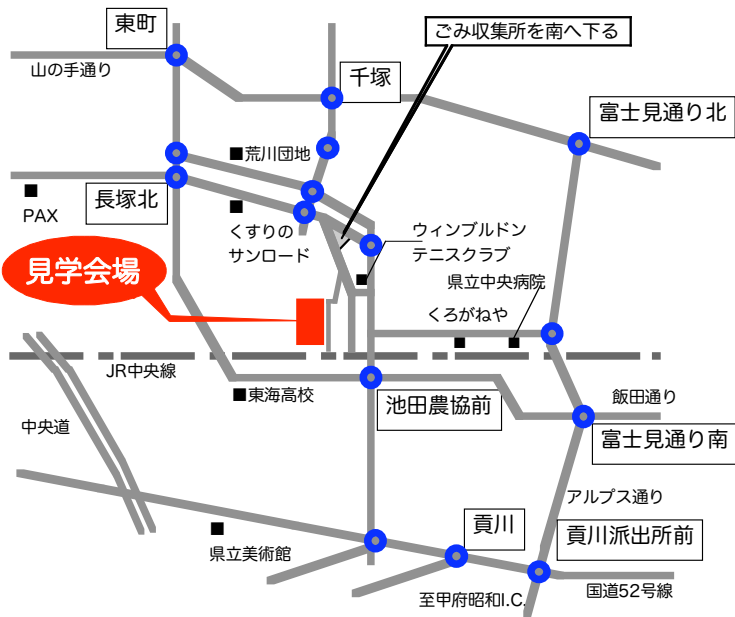 東町
ごみ収集所を南へ下る
山の手通り
千塚
富士見通り北
荒川団地
長塚北
PAX
くすりの
サンロード
ウィンブルドン
テニスクラブ
見学会場
県立中央病院
くろがねや
JR中央線
東海高校
池田農協前
飯田通り
中央道
富士見通り南
アルプス通り
貢川
貢川派出所前
県立美術館
至甲府昭和I.C.
国道52号線